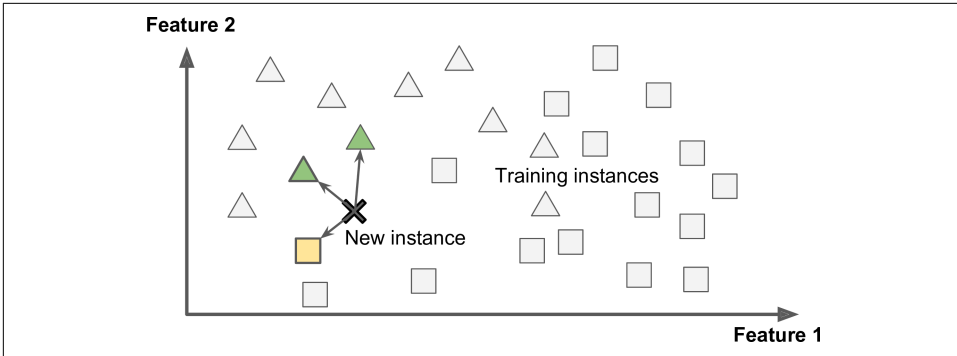 Feature 2
Training instances
New instance
Feature 1